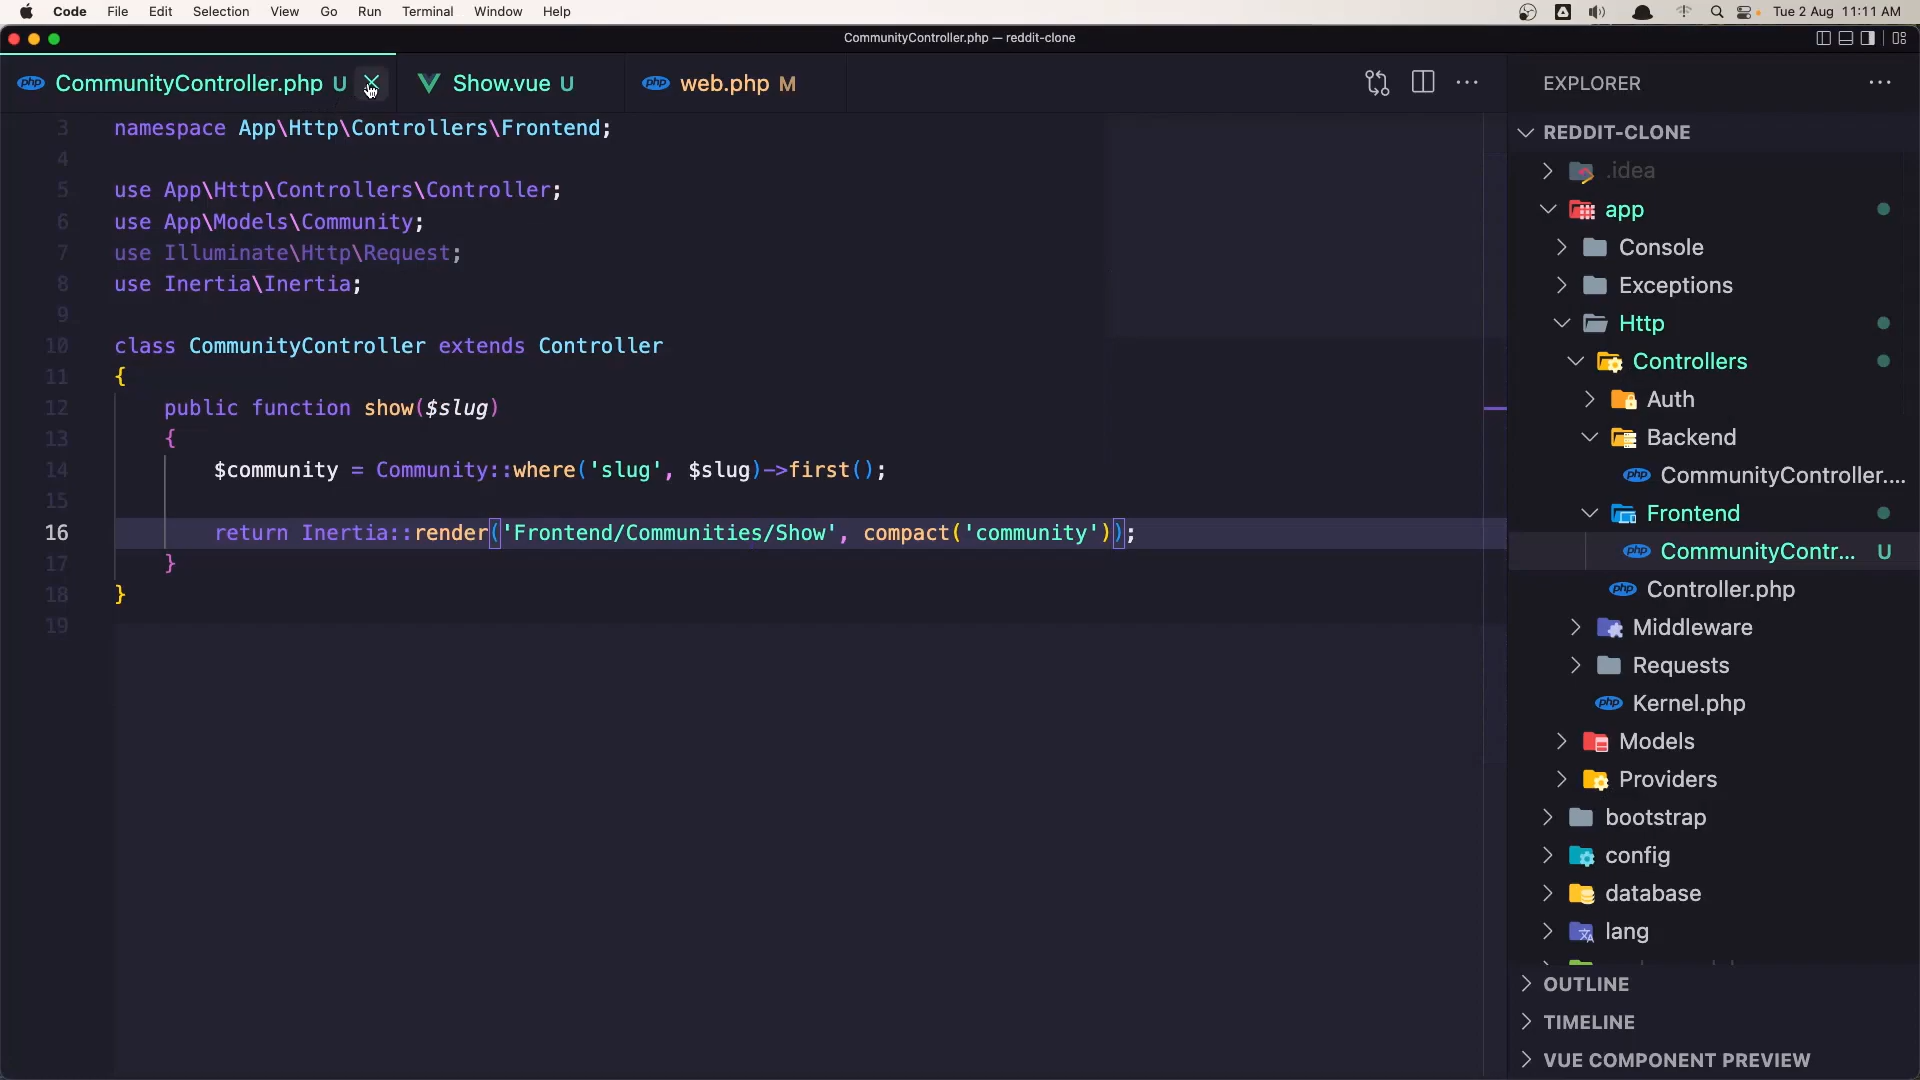 Code File Edit Selection View Go Run Terminal Window Help Tue 2 Aug 11:11 AM
CommunityController.php — reddit-clone
CommunityController.php U Show.vue U web.php M
3 namespace App\Http\Controllers\Frontend;
4
5 use App\Http\Controllers\Controller;
6 use App\Models\Community;
7 use Illuminate\Http\Request;
8 use Inertia\Inertia;
9
10 class CommunityController extends Controller
11 {
12 public function show($slug)
13 {
14 $community = Community::where('slug', $slug)->first();
15
16 return Inertia::render('Frontend/Communities/Show', compact('community'));
17 }
18 }
19
EXPLORER
REDDIT-CLONE
.idea
app
Console
Exceptions
Http
Controllers
Auth
Backend
php CommunityController....
Frontend
php CommunityContr... U
php Controller.php
Middleware
Requests
php Kernel.php
Models
Providers
bootstrap
config
database
lang
OUTLINE
TIMELINE
VUE COMPONENT PREVIEW